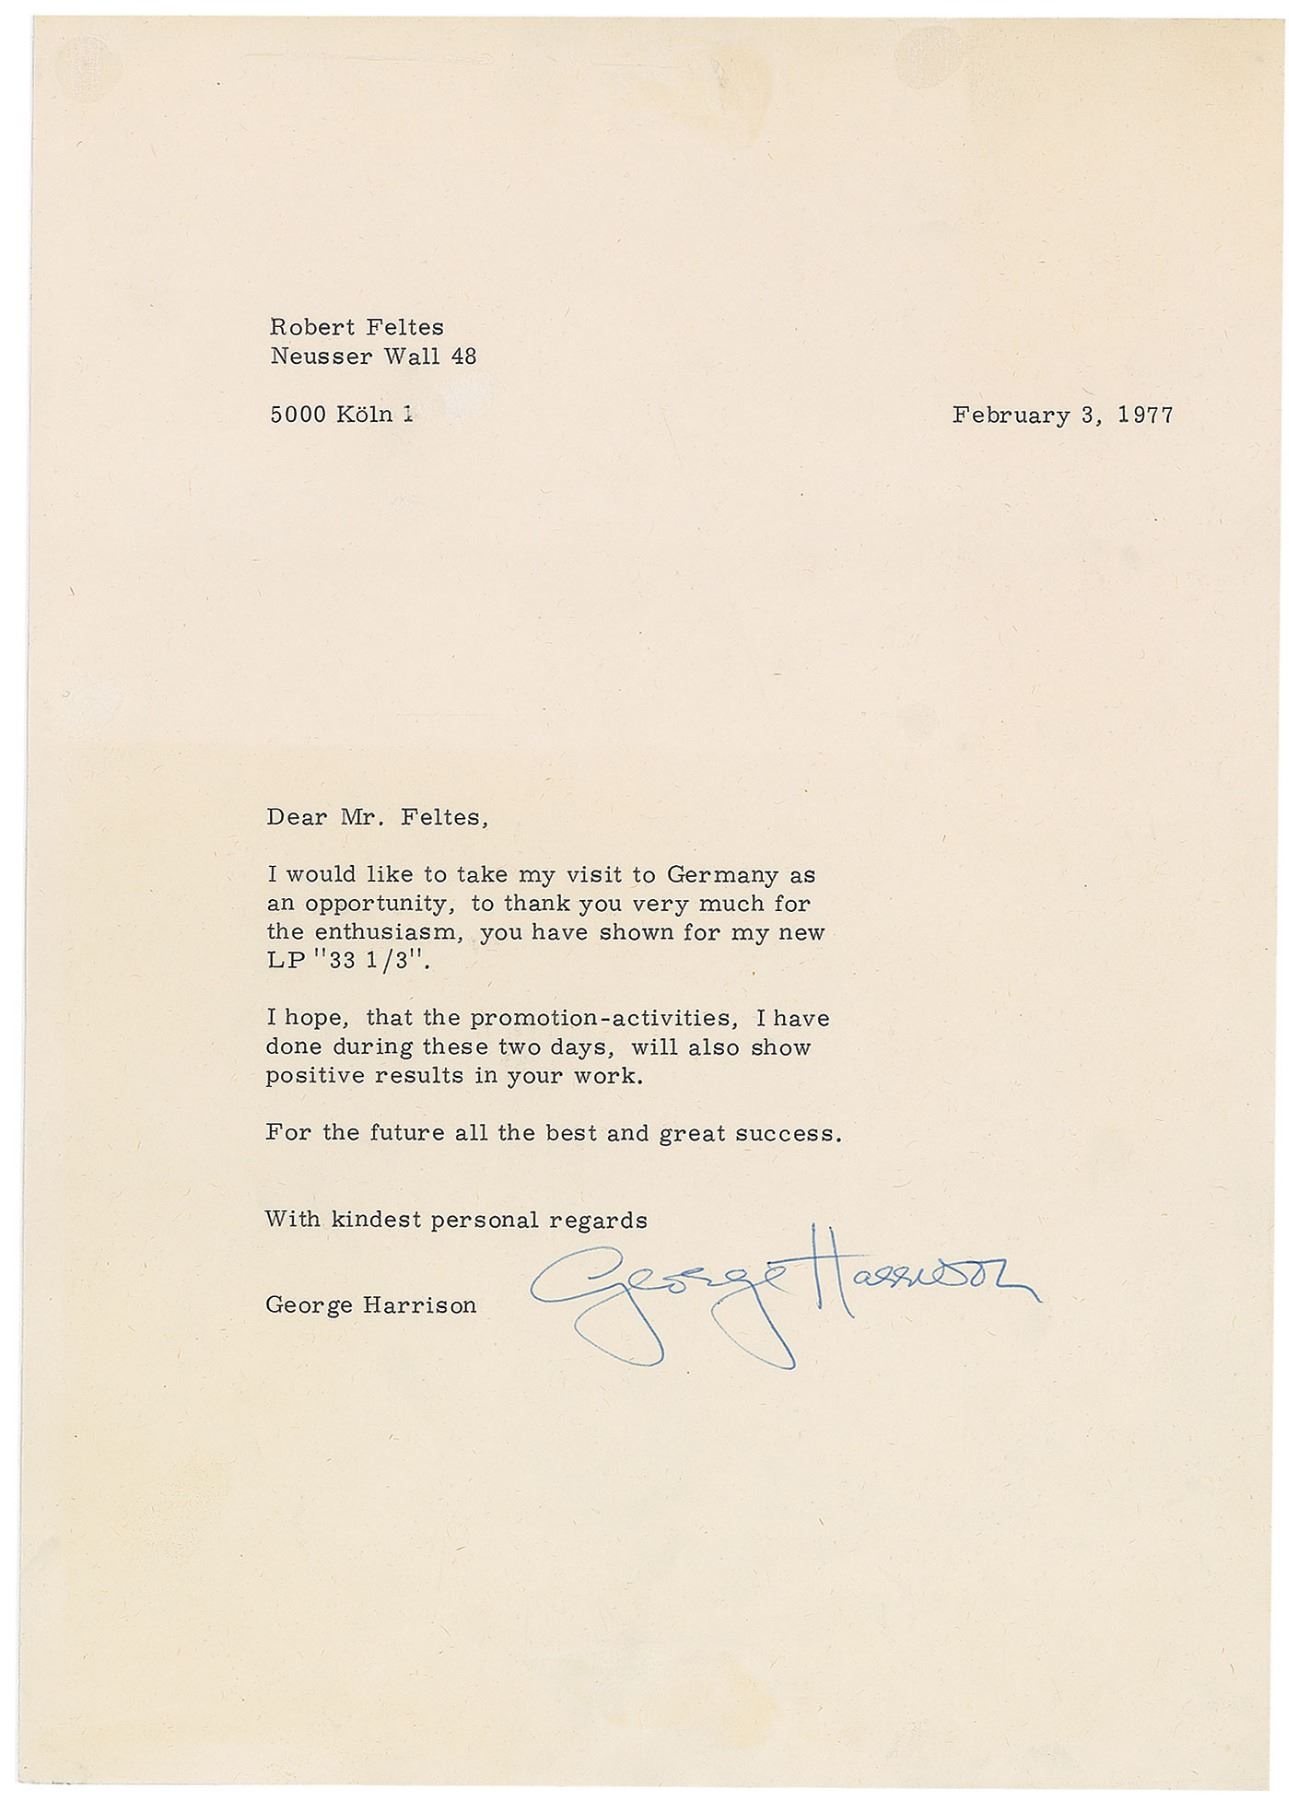 Robert Feltes
Neusser Wall 48
5000 Köln 1
February 3, 1977
Dear Mr. Feltes,
I would like to take my visit to Germany as
an opportunity, to thank you very much for
the enthusiasm, you have shown for my new
LP "33 1/3".
I hope, that the promotion-activities, I have
done during these two days, will also show
positive results in your work.
For the future all the best and great success.
With kindest personal regards
George Harrison
George Harrison